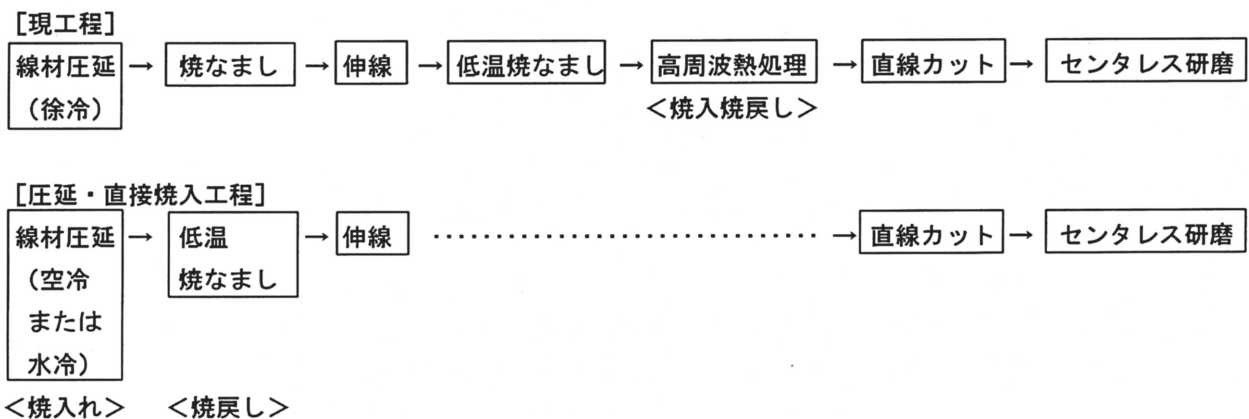 [現工程]
線材圧延 → 焼なまし → 伸線 → 低温焼なまし → 高周波熱処理 → 直線カット → センタレス研磨
(徐冷) <焼入焼戻し>
[圧延・直接焼入工程]
線材圧延 → 低温 → 伸線 ‥‥‥‥‥‥‥‥‥‥‥‥‥‥‥ → 直線カット → センタレス研磨
(空冷 焼なまし
または
水冷)
<焼入れ> <焼戻し>